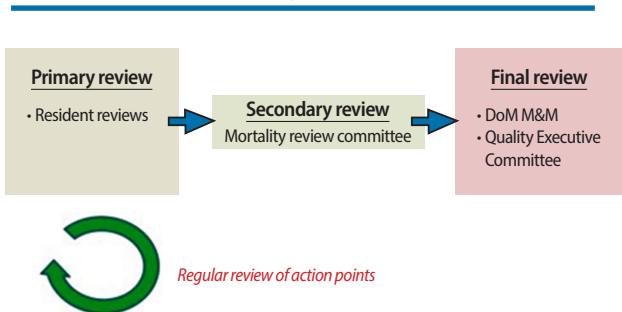 Primary review
• Resident reviews
Secondary review
Mortality review committee
Final review
• DoM M&M
• Quality Executive
Committee
Regular review of action points